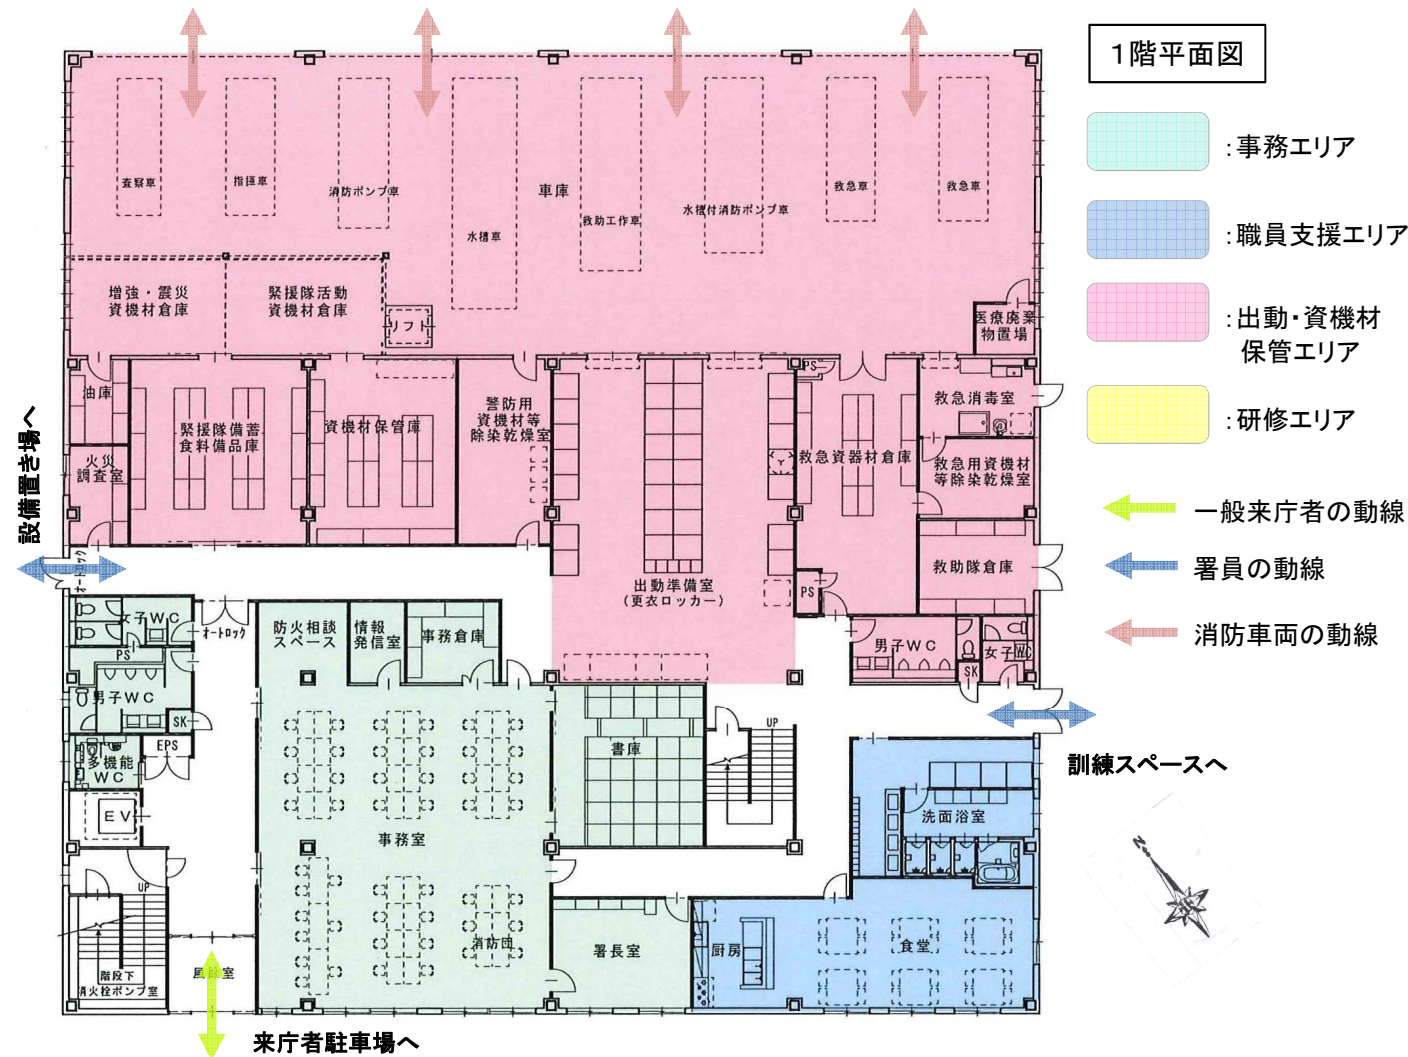 1階平面図
:事務エリア
:職員支援エリア
:出動・資機材
保管エリア
:研修エリア
一般来庁者の動線
署員の動線
消防車両の動線
査察車
指揮車
消防ポンプ車
水槽車
車庫
救助工作車
水槽付消防ポンプ車
救急車
救急車
増強・震災
資機材倉庫
緊援隊活動
資機材倉庫
リフト
医療廃棄
物置場
油庫
緊援隊備蓄
食料備品庫
資機材保管庫
警防用
資機材等
除染乾燥室
PS
救急消毒室
火災
調査室
救急資器材倉庫
救急用資機材
等除染乾燥室
設備置き場へ
オートロック
出動準備室
(更衣ロッカー)
PS
救助隊倉庫
女子WC
オートロック
防火相談
スペース
情報
発信室
事務倉庫
PS
男子WC
女子WC
SK
男子WC
SK
EPS
多機能
WC
書庫
UP
訓練スペースへ
EV
事務室
洗面浴室
N
UP
消防団
署長室
厨房
食堂
階段下
消火栓ポンプ室
風除室
来庁者駐車場へ